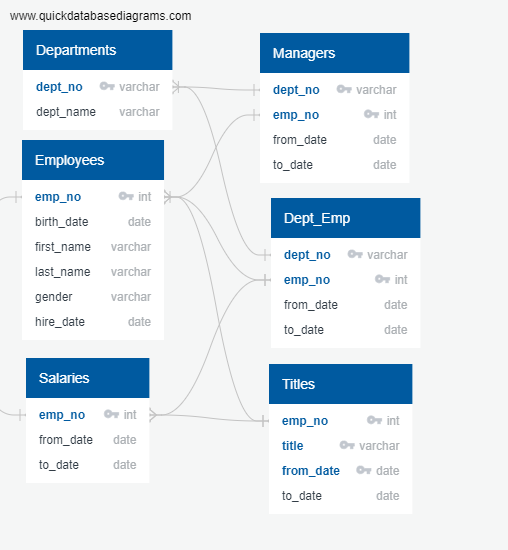 www.quickdatabasediagrams.com
Departments
dept_no varchar
dept_name varchar
Employees
emp_no int
birth_date date
first_name varchar
last_name varchar
gender varchar
hire_date date
Salaries
emp_no int
from_date date
to_date date
Managers
dept_no varchar
emp_no int
from_date date
to_date date
Dept_Emp
dept_no varchar
emp_no int
from_date date
to_date date
Titles
emp_no int
title varchar
from_date date
to_date date